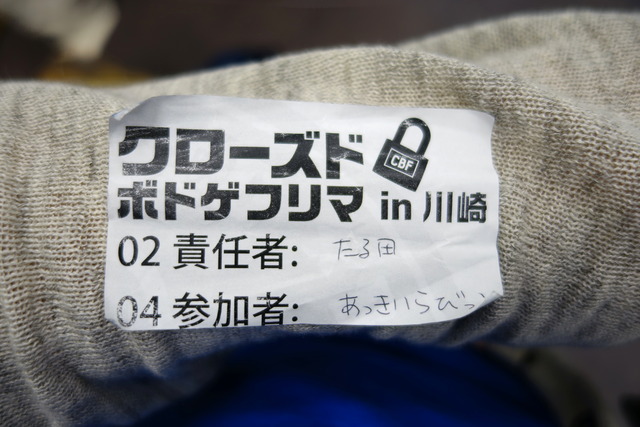 クローズド
CBF
ボドゲフリマ in 川崎
02 責任者: たる田
04 参加者: あっきいらびっ